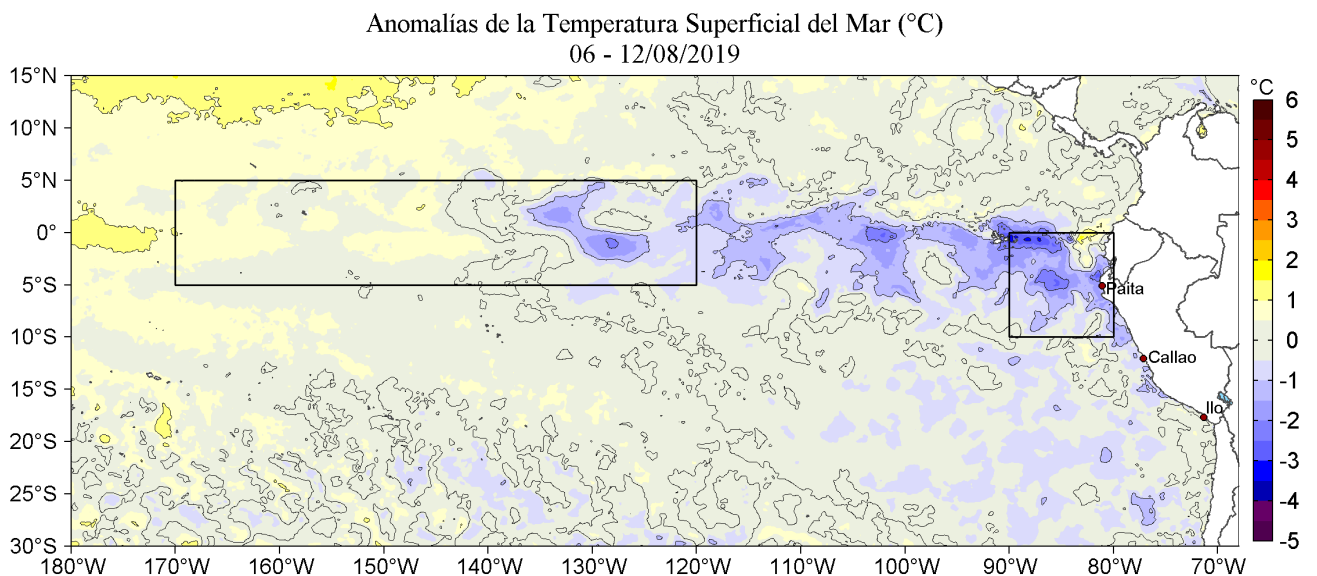 Anomalías de la Temperatura Superficial del Mar (°C)
06 - 12/08/2019
°C
15°N
10°N
5°N
0°
5°S
10°S
15°S
20°S
25°S
30°S
180°W
170°W
160°W
150°W
140°W
130°W
120°W
110°W
100°W
90°W
80°W
70°W
Paita
Callao
Ilo
6
5
4
3
2
1
0
-1
-2
-3
-4
-5